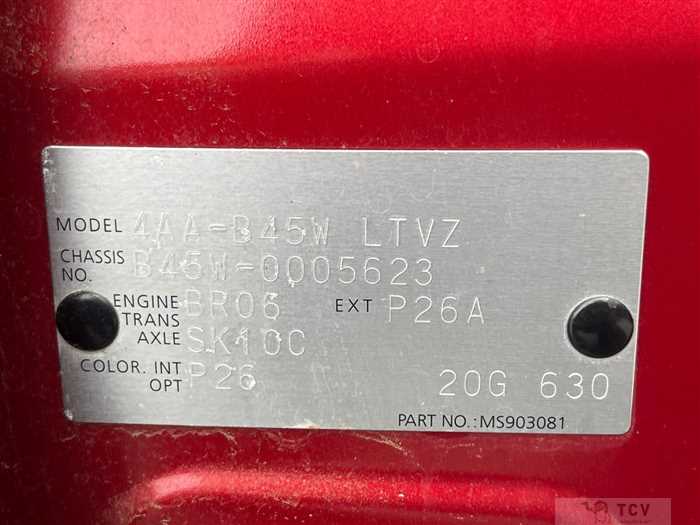 MODEL 4AA-B45W LTVZ
CHASSIS NO. B45W-0005623
ENGINE BR06 EXT P26A
TRANS AXLE SK10C
COLOR. INT P26
OPT 20G 630
PART NO.:MS903081
TCV